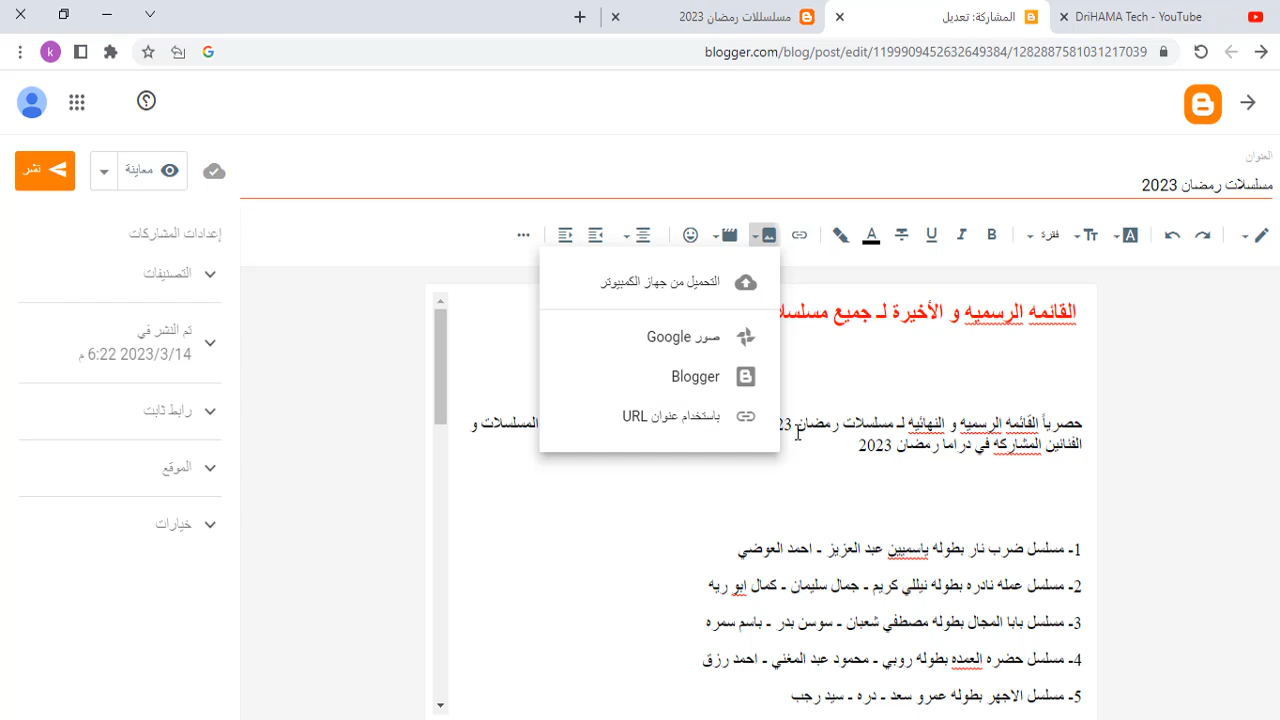 DriHAMA Tech - YouTube
المشاركة: تعديل
مسلسللات رمضان 2023
blogger.com/blog/post/edit/1199909452632649384/1282887581031217039
العنوان
مسلسلات رمضان 2023
معاينة
نشر
فقرة
إعدادات المشاركات
التصنيفات
تم النشر في
2023/3/14 6:22 م
رابط ثابت
الموقع
خيارات
التحميل من جهاز الكمبيوتر
صور Google
Blogger
باستخدام عنوان URL
القائمه الرسميه و الأخيرة لـ جميع
حصرياً القائمه الرسميه و النهائيه لـ مسلسلات رمضان المسلسلات و
الفنانين المشاركه في دراما رمضان 2023
1- مسلسل ضرب نار بطوله ياسميين عبد العزيز - احمد العوضي
2- مسلسل عمله نادره بطوله نيللي كريم - جمال سليمان - كمال ابو ريه
3- مسلسل بابا المجال بطوله مصطفي شعبان - سوسن بدر - باسم سمره
4- مسلسل حضره العمده بطوله روبي - محمود عبد المغني - احمد رزق
5- مسلسل الاجهر بطوله عمرو سعد - دره - سيد رجب